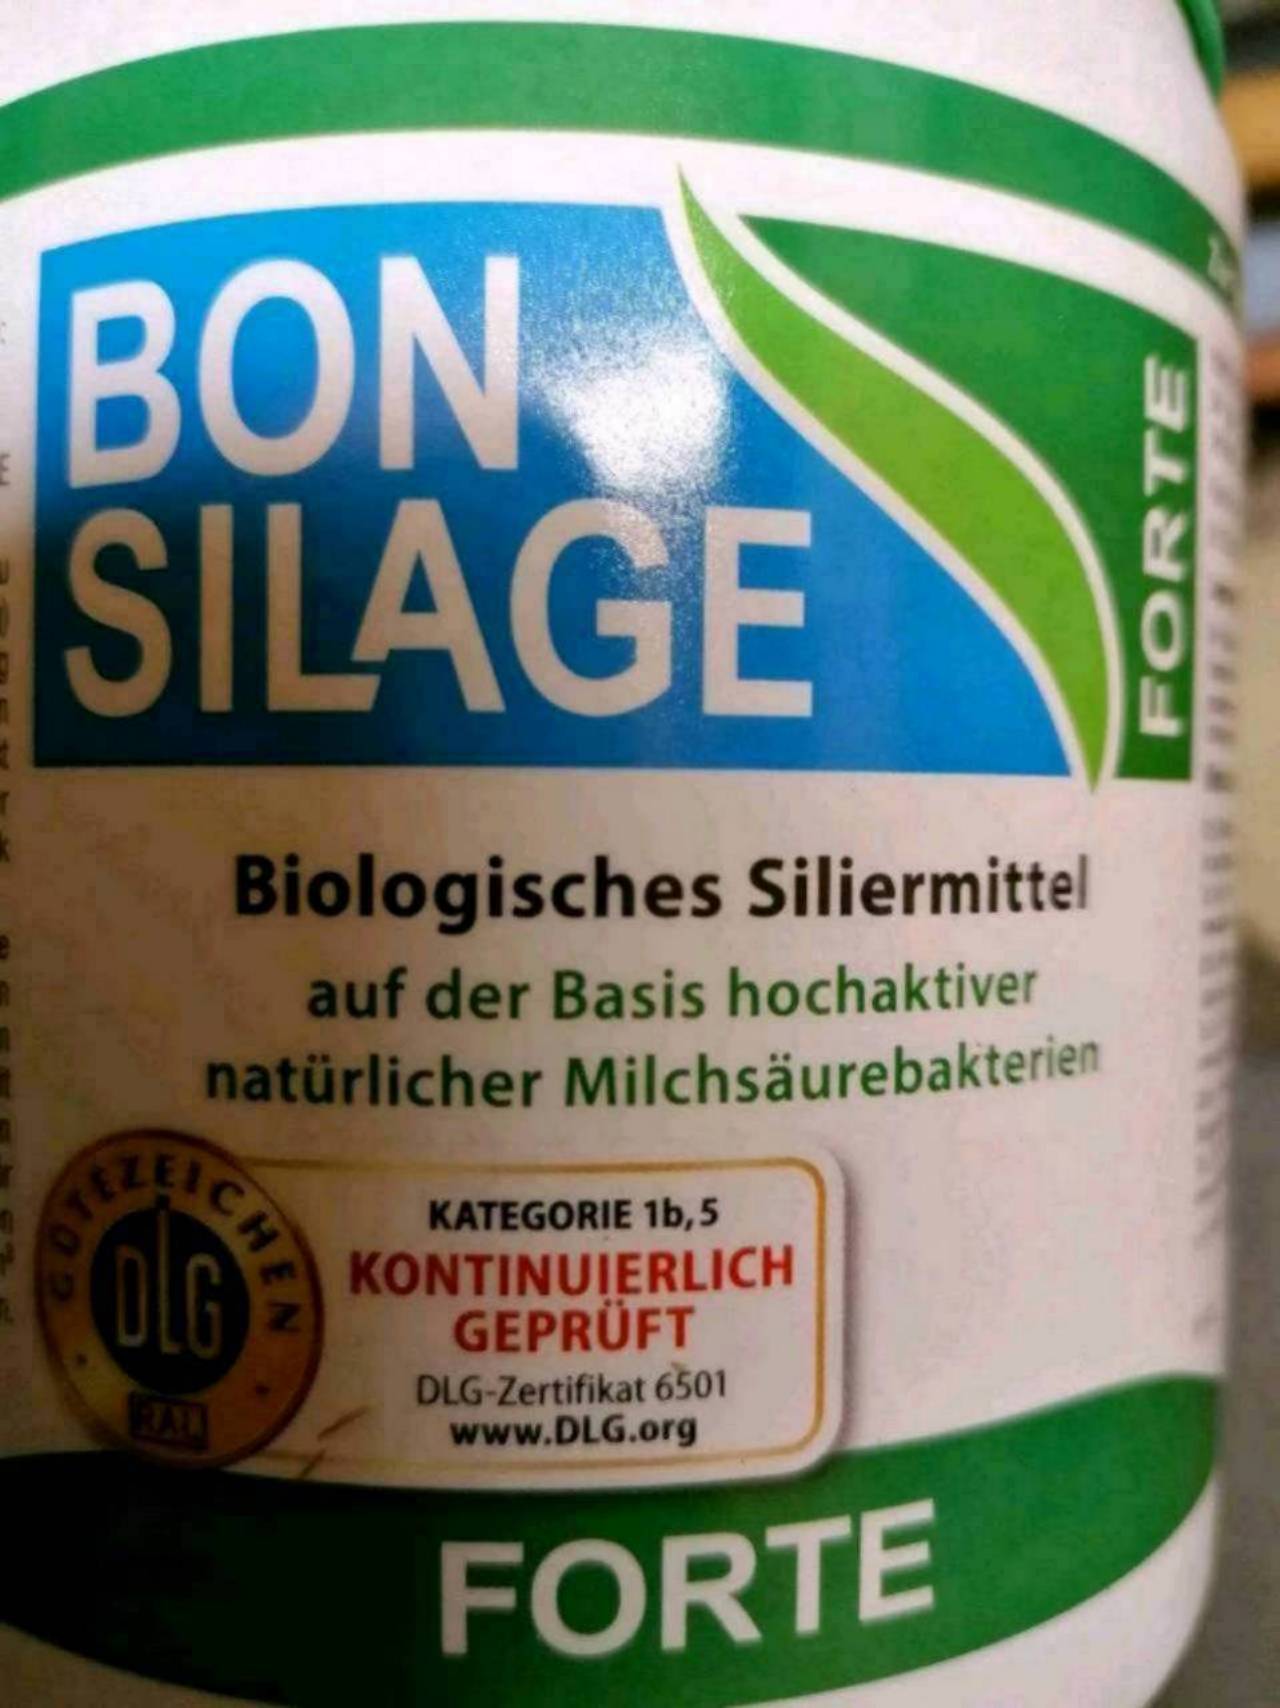 BON
SILAGE
FORTE
Biologisches Siliermittel
auf der Basis hochaktiver
natürlicher Milchsäurebakterien
GÜTEZEICHEN
DLG
RAL
KATEGORIE 1b, 5
KONTINUIERLICH
GEPRÜFT
DLG-Zertifikat 6501
www.DLG.org
FORTE